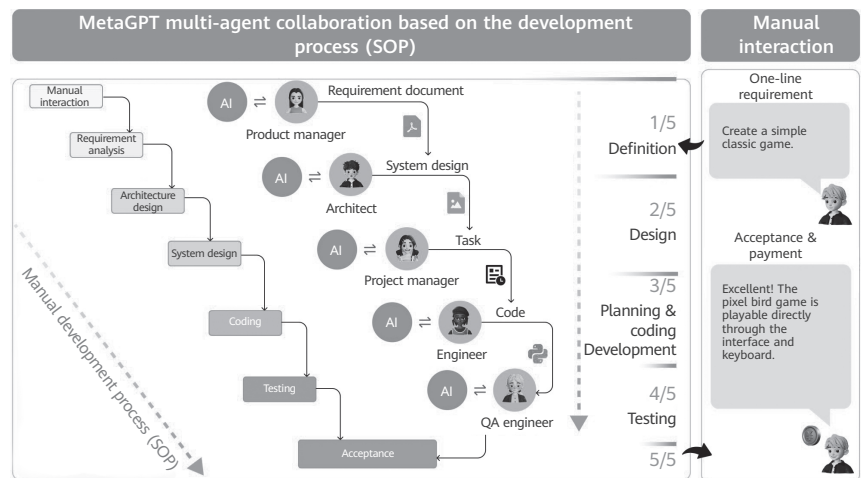 MetaGPT multi-agent collaboration based on the development
process (SOP)
Manual
interaction
Manual
interaction
Requirement
analysis
Architecture
design
System design
Coding
Testing
Acceptance
Manual development process (SOP)
AI
Product manager
Requirement document
AI
Architect
System design
AI
Project manager
Task
AI
Engineer
Code
AI
QA engineer
1/5
Definition
2/5
Design
3/5
Planning &
coding
Development
4/5
Testing
5/5
One-line
requirement
Create a simple
classic game.
Acceptance &
payment
Excellent! The
pixel bird game is
playable directly
through the
interface and
keyboard.